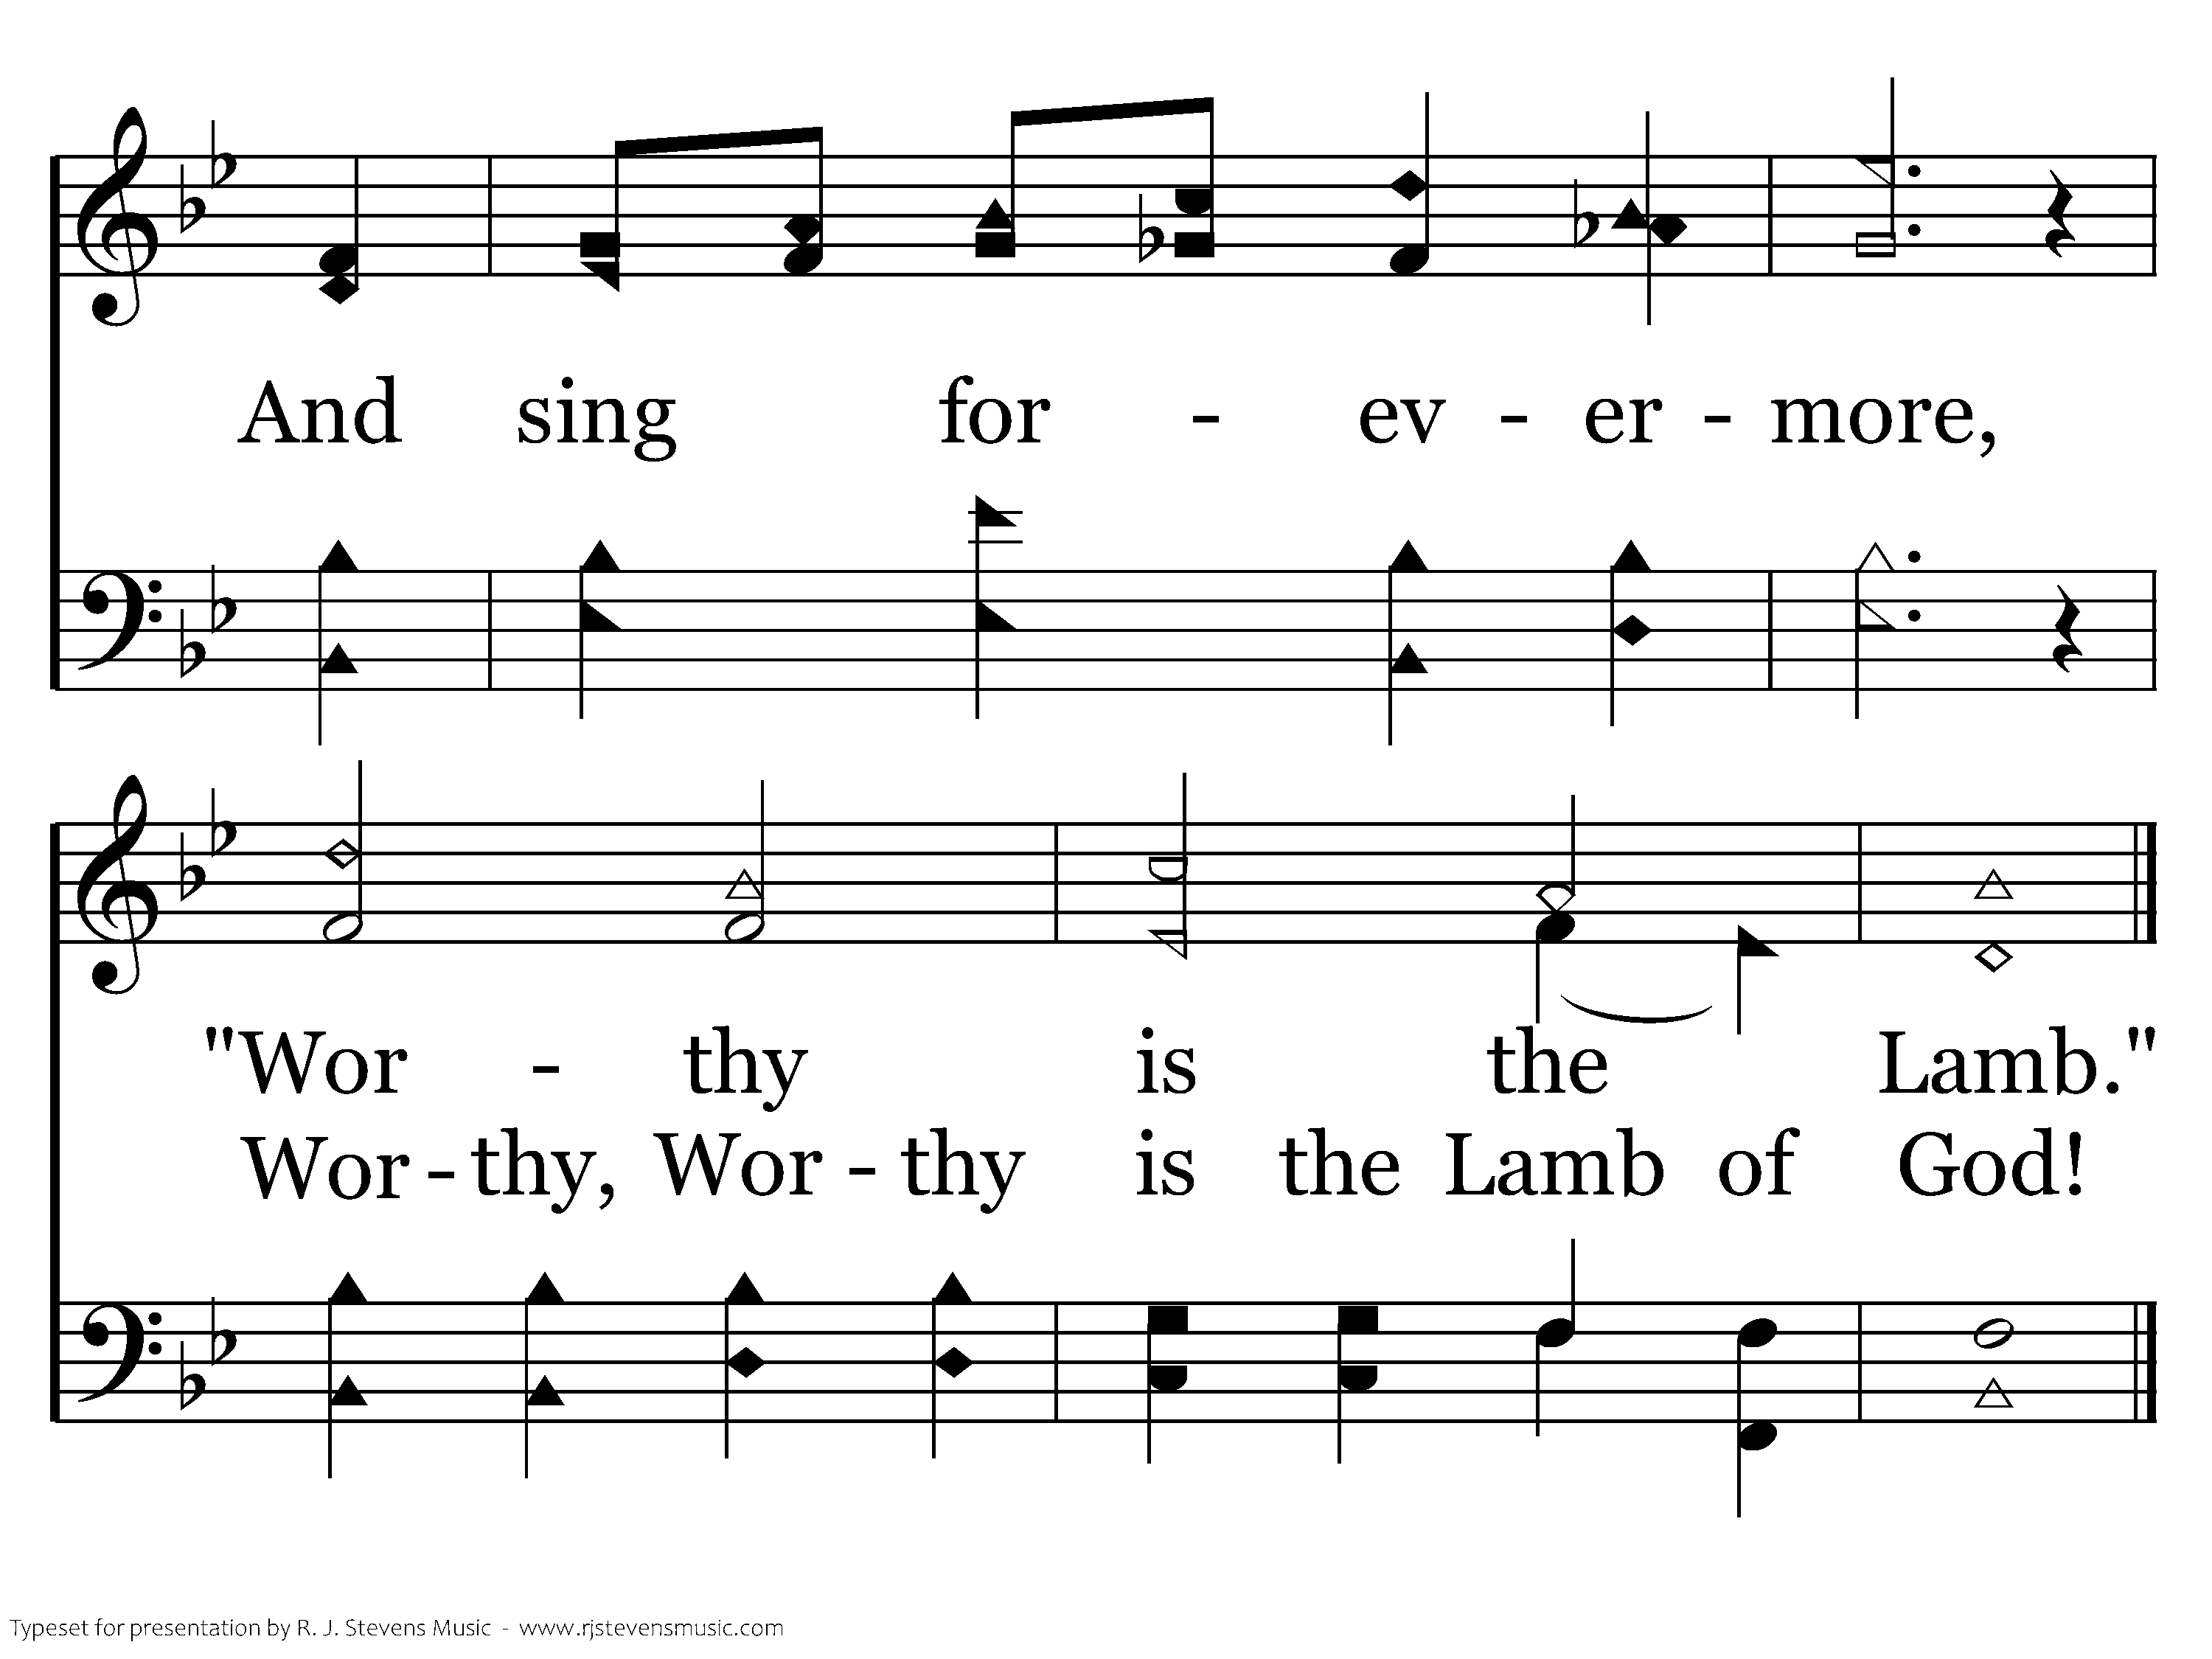 And sing for - ev - er - more,
"Wor - thy is the Lamb."
Wor - thy, Wor - thy is the Lamb of God!
Typeset for presentation by R. J. Stevens Music - www.rjstevensmusic.com